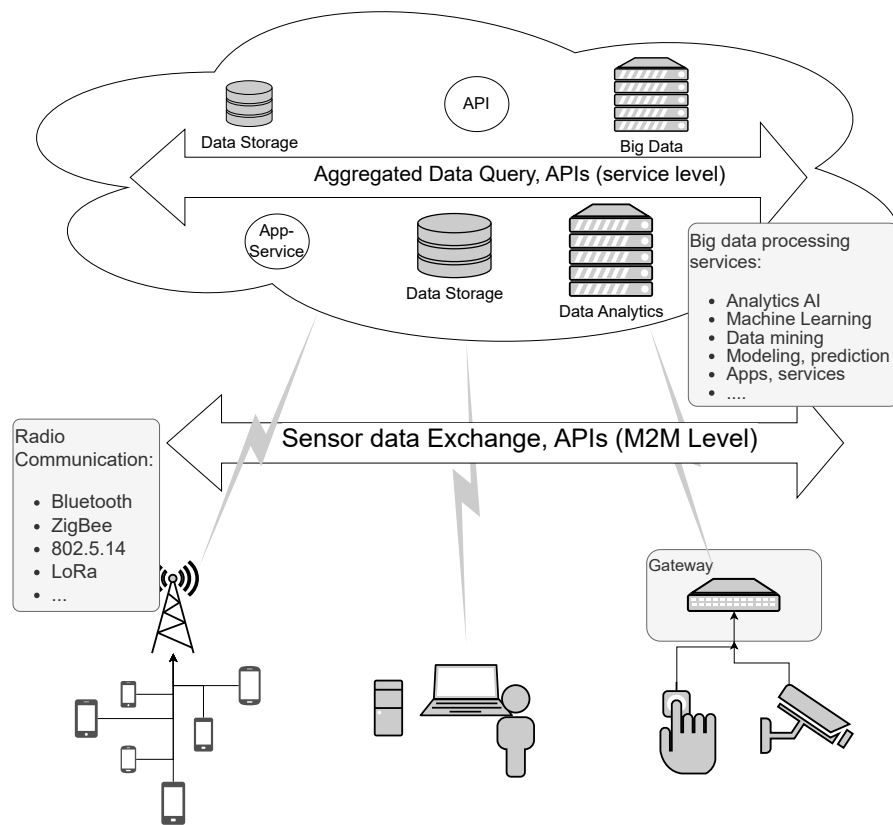 API
Data Storage
Big Data
Aggregated Data Query, APIs (service level)
App-
Service
Data Storage
Data Analytics
Big data processing
services:
• Analytics AI
• Machine Learning
• Data mining
• Modeling, prediction
• Apps, services
• ....
Sensor data Exchange, APIs (M2M Level)
Radio
Communication:
• Bluetooth
• ZigBee
• 802.5.14
• LoRa
• ...
Gateway